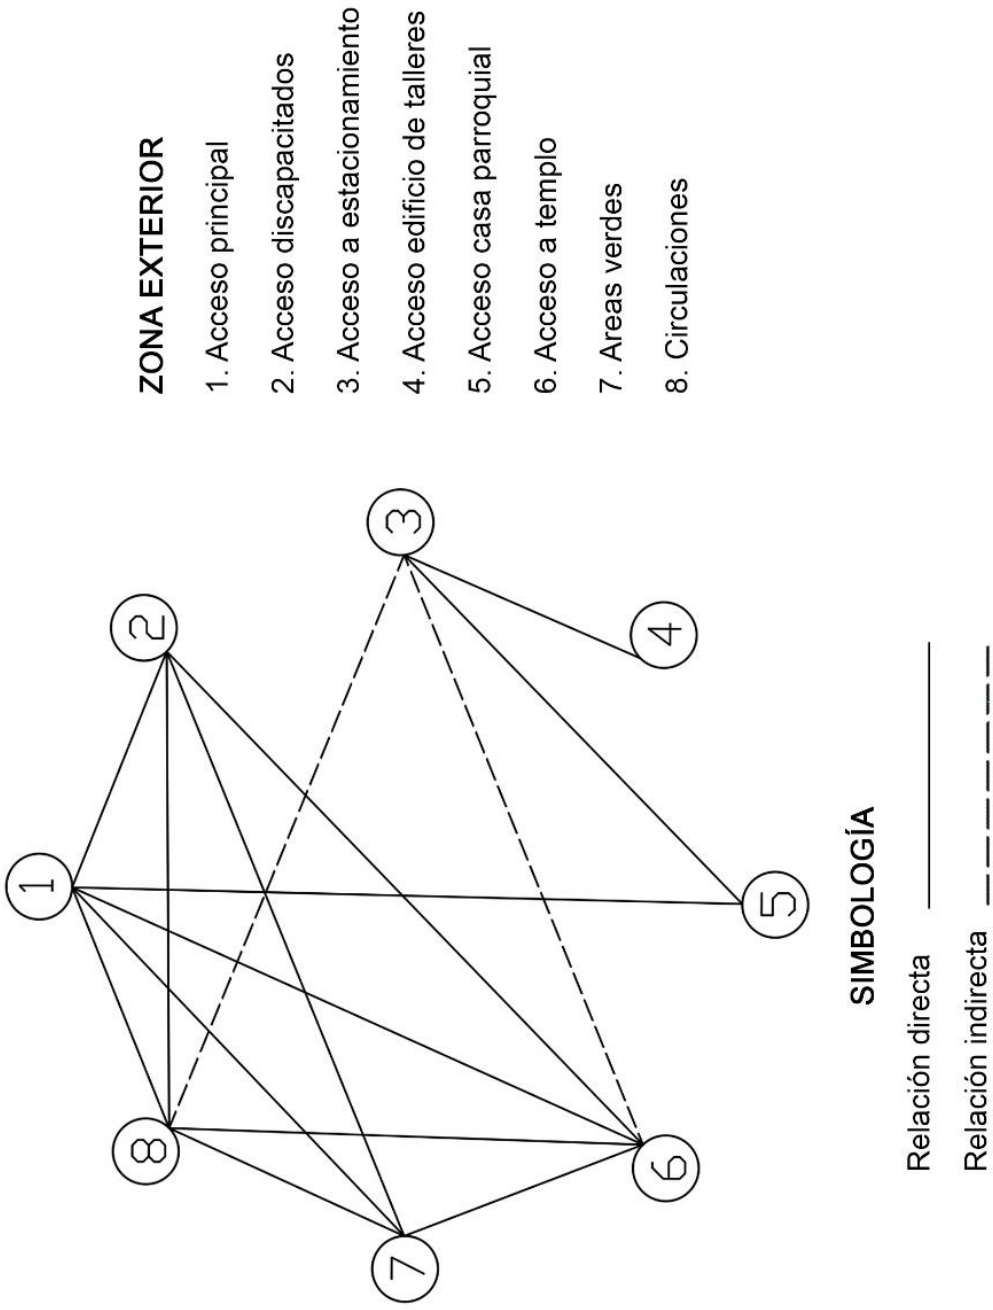 ZONA EXTERIOR
1. Acceso principal
2. Acceso discapacitados
3. Acceso a estacionamiento
4. Acceso edificio de talleres
5. Acceso casa parroquial
6. Acceso a templo
7. Areas verdes
8. Circulaciones
1
2
3
4
5
6
7
8
SIMBOLOGÍA
Relación directa
Relación indirecta